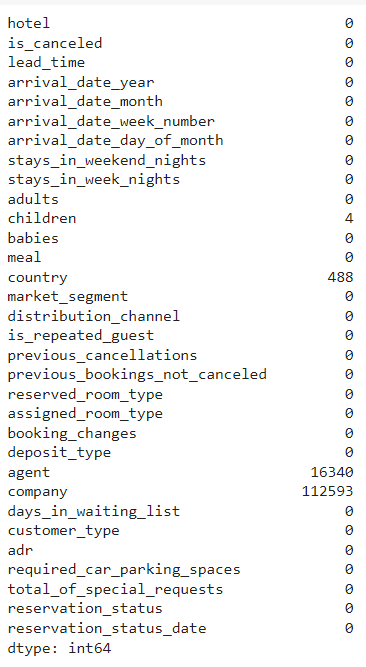 hotel 0
is_canceled 0
lead_time 0
arrival_date_year 0
arrival_date_month 0
arrival_date_week_number 0
arrival_date_day_of_month 0
stays_in_weekend_nights 0
stays_in_week_nights 0
adults 0
children 4
babies 0
meal 0
country 488
market_segment 0
distribution_channel 0
is_repeated_guest 0
previous_cancellations 0
previous_bookings_not_canceled 0
reserved_room_type 0
assigned_room_type 0
booking_changes 0
deposit_type 0
agent 16340
company 112593
days_in_waiting_list 0
customer_type 0
adr 0
required_car_parking_spaces 0
total_of_special_requests 0
reservation_status 0
reservation_status_date 0
dtype: int64